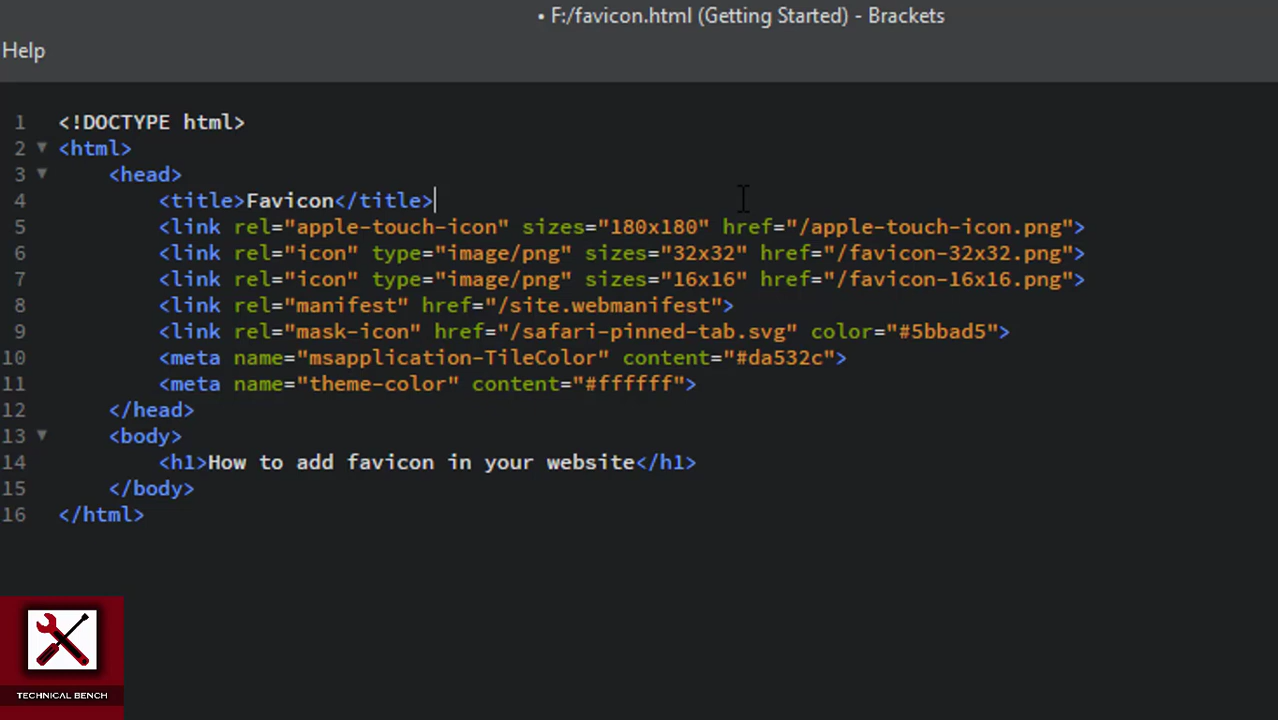 • F:/favicon.html (Getting Started) - Brackets
Help
1 <!DOCTYPE html>
2 <html>
3 <head>
4 <title>Favicon</title>
5 <link rel="apple-touch-icon" sizes="180x180" href="/apple-touch-icon.png">
6 <link rel="icon" type="image/png" sizes="32x32" href="/favicon-32x32.png">
7 <link rel="icon" type="image/png" sizes="16x16" href="/favicon-16x16.png">
8 <link rel="manifest" href="/site.webmanifest">
9 <link rel="mask-icon" href="/safari-pinned-tab.svg" color="#5bbad5">
10 <meta name="msapplication-TileColor" content="#da532c">
11 <meta name="theme-color" content="#ffffff">
12 </head>
13 <body>
14 <h1>How to add favicon in your website</h1>
15 </body>
16 </html>
TECHNICAL BENCH